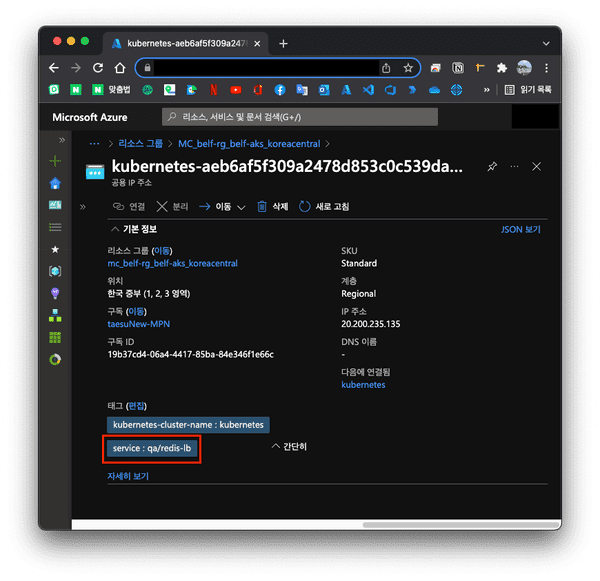 kubernetes-aeb6af5f309a2478
맞춤법
읽기 목록
Microsoft Azure
리소스, 서비스 및 문서 검색(G+/)
리소스 그룹
MC_belf-rg_belf-aks_koreacentral
kubernetes-aeb6af5f309a2478d853c0c539da...
공용 IP 주소
연결
분리
이동
삭제
새로 고침
기본 정보
JSON 보기
리소스 그룹 (이동)
mc_belf-rg_belf-aks_koreacentral
위치
한국 중부 (1, 2, 3 영역)
구독 (이동)
taesuNew-MPN
구독 ID
19b37cd4-06a4-4417-85ba-84e346f1e66c
SKU
Standard
계층
Regional
IP 주소
20.200.235.135
DNS 이름
-
다음에 연결됨
kubernetes
태그 (편집)
kubernetes-cluster-name : kubernetes
service : qa/redis-lb
간단히
자세히 보기